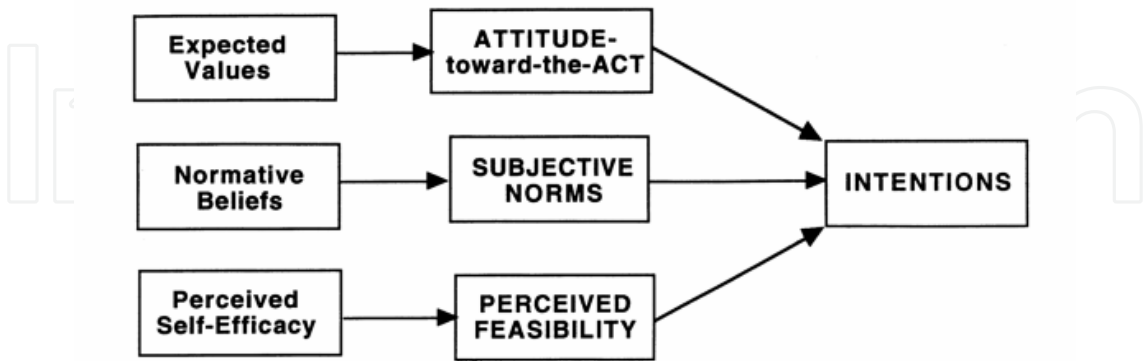 Expected
Values
ATTITUDE-
toward-the-ACT
Normative
Beliefs
SUBJECTIVE
NORMS
INTENTIONS
Perceived
Self-Efficacy
PERCEIVED
FEASIBILITY